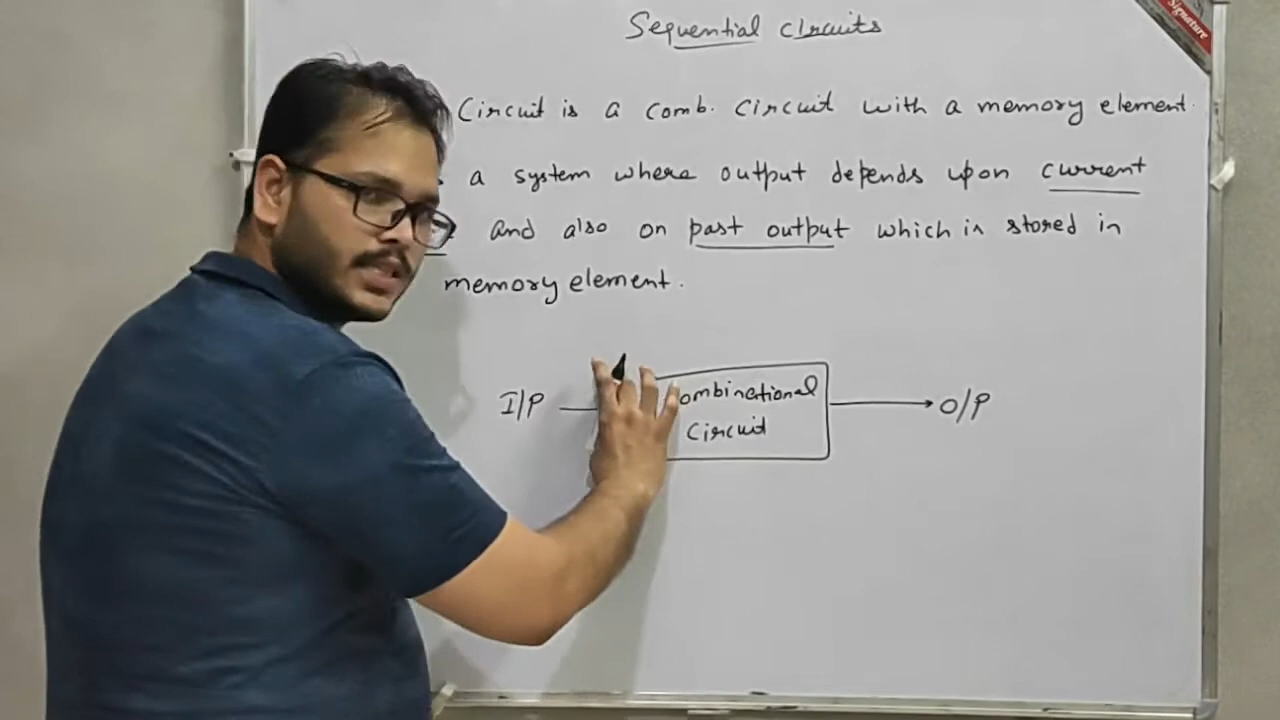 Signature
Sequential circuits
Circuit is a comb. circuit with a memory element.
a system where output depends upon current
and also on past output which is stored in
memory element.
I/P
ombinational
Circuit
O/P